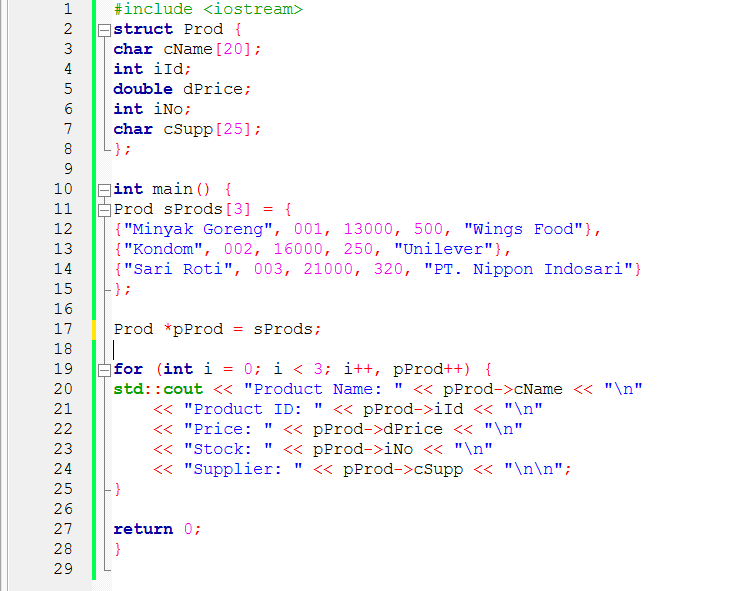 1 #include <iostream>
2 struct Prod {
3 char cName[20];
4 int iId;
5 double dPrice;
6 int iNo;
7 char cSupp[25];
8 };
9
10 int main() {
11 Prod sProds[3] = {
12 {"Minyak Goreng", 001, 13000, 500, "Wings Food"},
13 {"Kondom", 002, 16000, 250, "Unilever"},
14 {"Sari Roti", 003, 21000, 320, "PT. Nippon Indosari"}
15 };
16
17 Prod *pProd = sProds;
18
19 for (int i = 0; i < 3; i++, pProd++) {
20 std::cout << "Product Name: " << pProd->cName << "\n"
21     << "Product ID: " << pProd->iId << "\n"
22     << "Price: " << pProd->dPrice << "\n"
23     << "Stock: " << pProd->iNo << "\n"
24     << "Supplier: " << pProd->cSupp << "\n\n";
25 }
26
27 return 0;
28 }
29